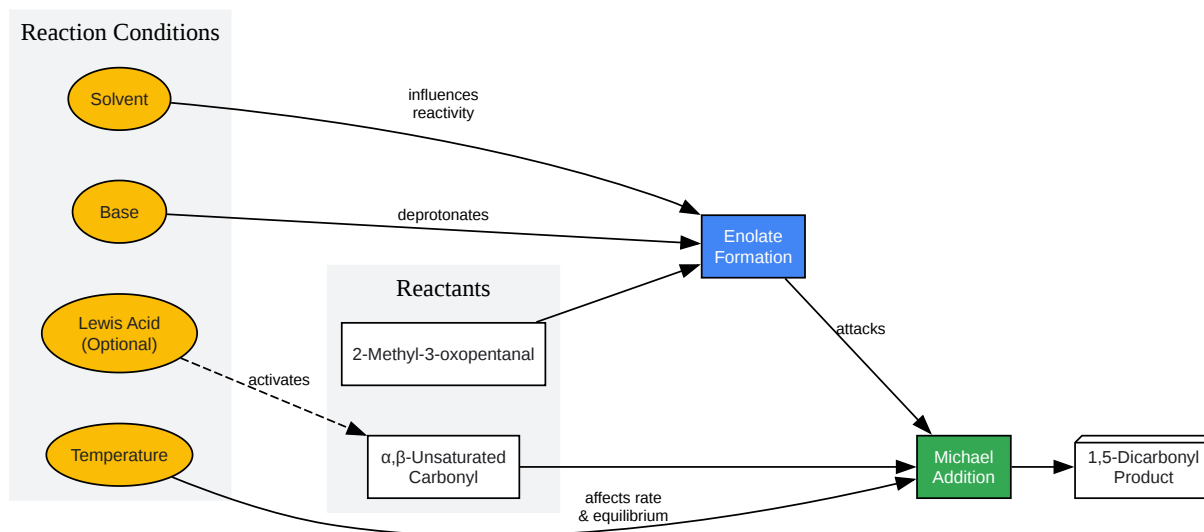 Reaction Conditions
Solvent
influences
reactivity
Base
deprotonates
Enolate
Formation
Reactants
Lewis Acid
(Optional)
2-Methyl-3-oxopentanal
attacks
activates
Temperature
α,β-Unsaturated
Carbonyl
Michael
Addition
1,5-Dicarbonyl
Product
affects rate
& equilibrium